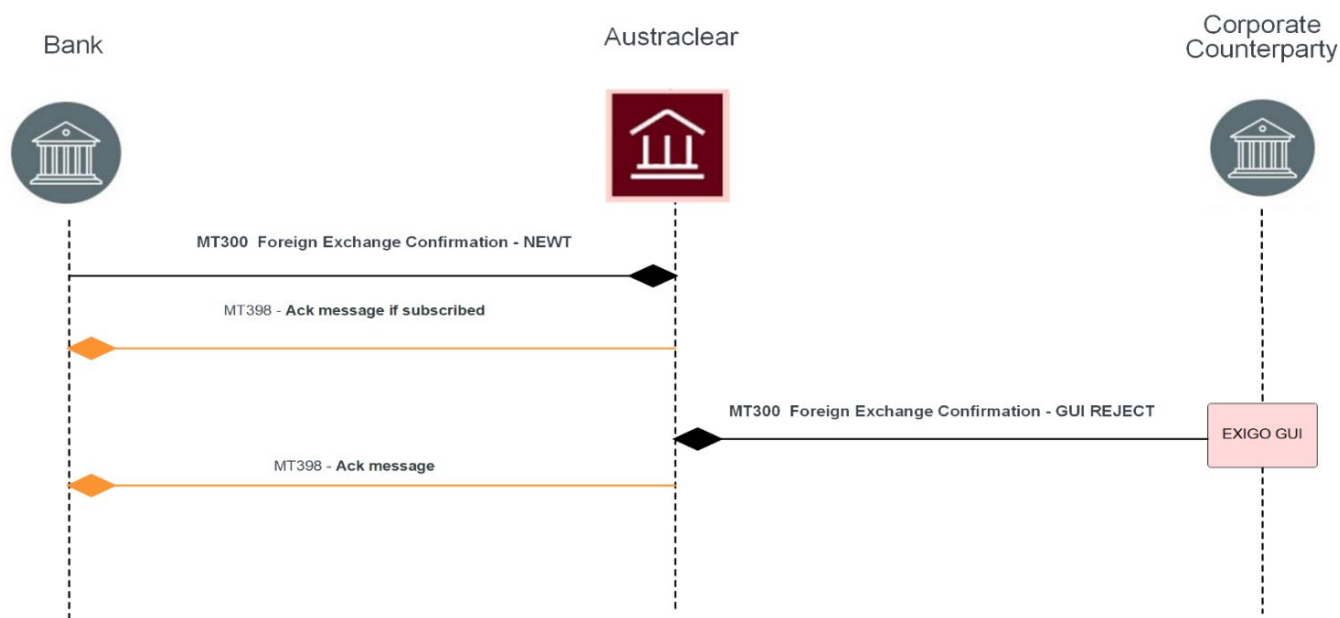 Bank
Austraclear
Corporate
Counterparty
MT300 Foreign Exchange Confirmation - NEWT
MT398 - Ack message if subscribed
MT300 Foreign Exchange Confirmation - GUI REJECT
EXIGO GUI
MT398 - Ack message